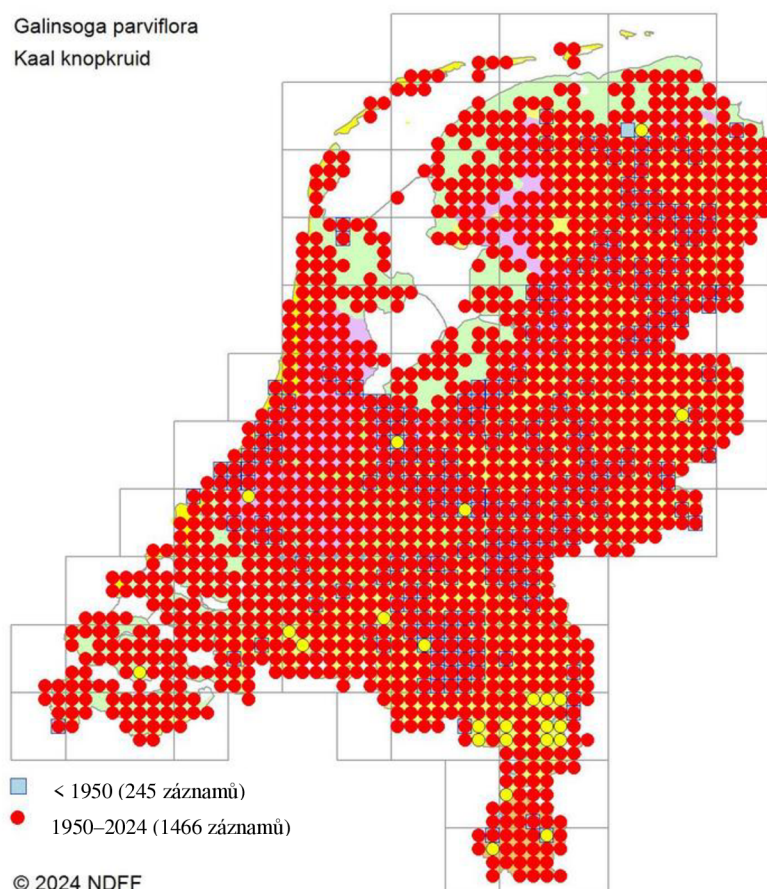 Galinsoga parviflora
Kaal knopkruid
< 1950 (245 záznamů)
1950–2024 (1466 záznamů)
© 2024 NDFF